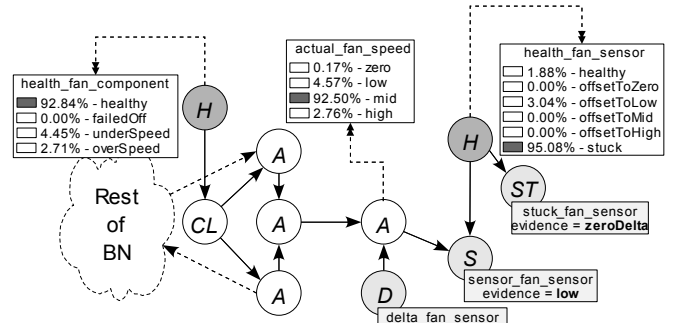 actual_fan_speed
0.17% - zero
4.57% - low
92.50% - mid
2.76% - high
health_fan_sensor
1.88% - healthy
0.00% - offsetToZero
3.04% - offsetToLow
0.00% - offsetToMid
0.00% - offsetToHigh
95.08% - stuck
health_fan_component
92.84% - healthy
0.00% - failedOff
4.45% - underSpeed
2.71% - overSpeed
H
H
A
ST
Rest
of
BN
CL
A
A
stuck_fan_sensor
evidence = zeroDelta
S
A
D
sensor_fan_sensor
evidence = low
delta_fan_sensor